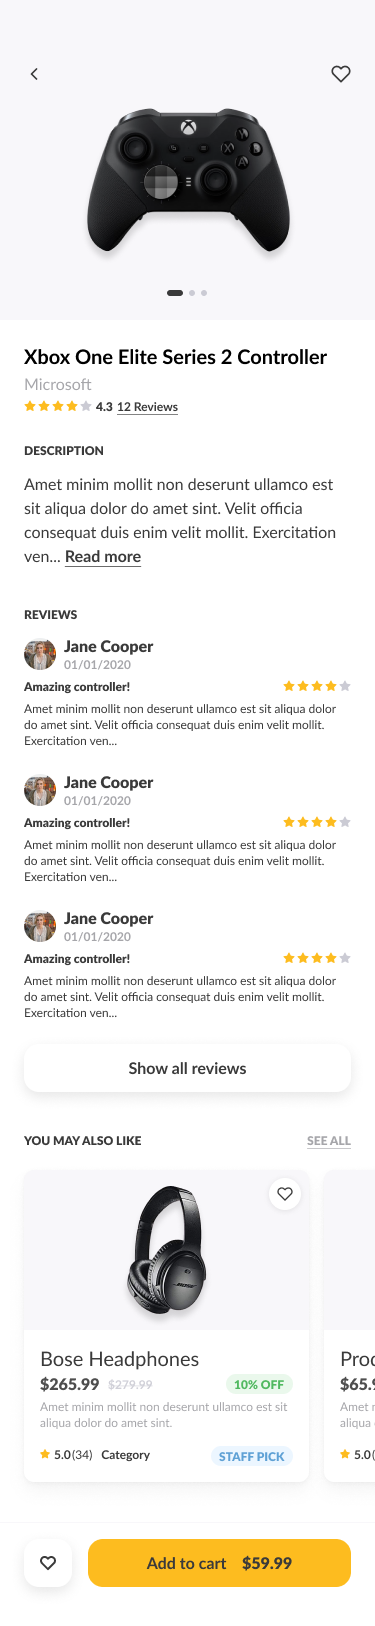 Xbox One Elite Series 2 Controller
Microsoft
4.3 12 Reviews
DESCRIPTION
Amet minim mollit non deserunt ullamco est
sit aliqua dolor do amet sint. Velit officia
consequat duis enim velit mollit. Exercitation
ven... Read more
REVIEWS
Jane Cooper
01/01/2020
Amazing controller!
Amet minim mollit non deserunt ullamco est sit aliqua dolor
do amet sint. Velit officia consequat duis enim velit mollit.
Exercitation ven...
Jane Cooper
01/01/2020
Amazing controller!
Amet minim mollit non deserunt ullamco est sit aliqua dolor
do amet sint. Velit officia consequat duis enim velit mollit.
Exercitation ven...
Jane Cooper
01/01/2020
Amazing controller!
Amet minim mollit non deserunt ullamco est sit aliqua dolor
do amet sint. Velit officia consequat duis enim velit mollit.
Exercitation ven...
Show all reviews
YOU MAY ALSO LIKE SEE ALL
BOSE
Bose Headphones
$265.99 $279.99 10% OFF
Amet minim mollit non deserunt ullamco est sit
aliqua dolor do amet sint.
5.0(34) Category STAFF PICK
Proc
$65.9
Amet r
aliqua
5.0(
Add to cart $59.99